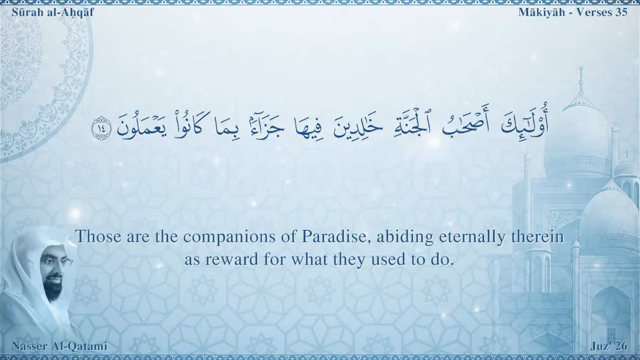 Sūrah al-Aḥqāf
Mākiyāh - Verses 35
أُوْلَٰٓئِكَ أَصۡحَٰبُ ٱلۡجَنَّةِ خَٰلِدِينَ فِيهَا جَزَآءَۢ بِمَا كَانُواْ يَعۡمَلُونَ ١٤
Those are the companions of Paradise, abiding eternally therein
as reward for what they used to do.
Nasser Al-Qatami
Juz' 26